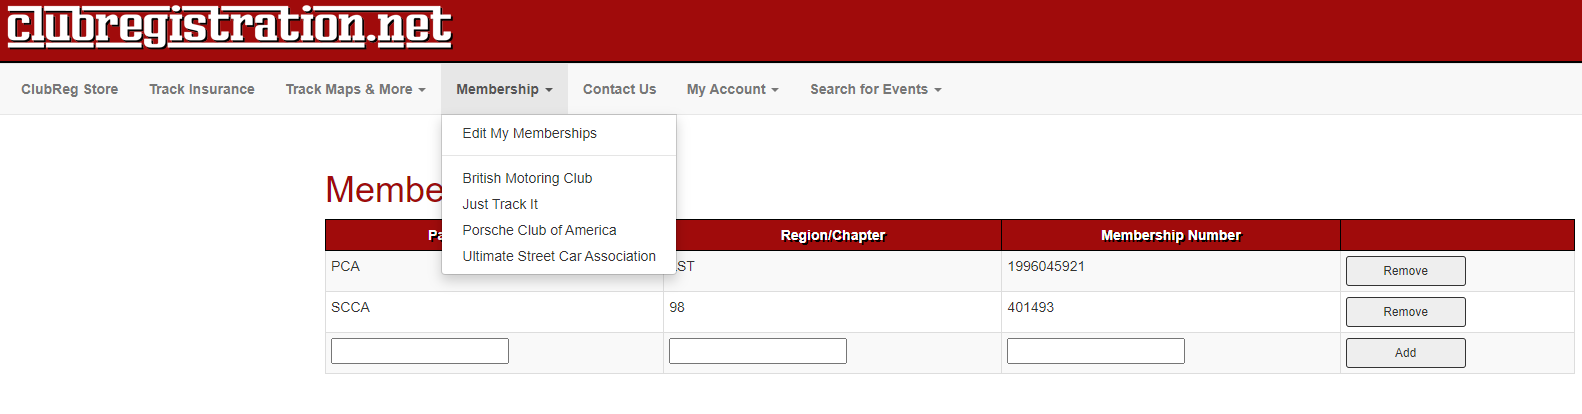 clubregistration.net
ClubReg Store Track Insurance Track Maps & More Membership Contact Us My Account Search for Events
Edit My Memberships
British Motoring Club
Just Track It
Porsche Club of America
Ultimate Street Car Association
Membe
Pa Region/Chapter Membership Number
PCA ST 1996045921 Remove
SCCA 98 401493 Remove
Add